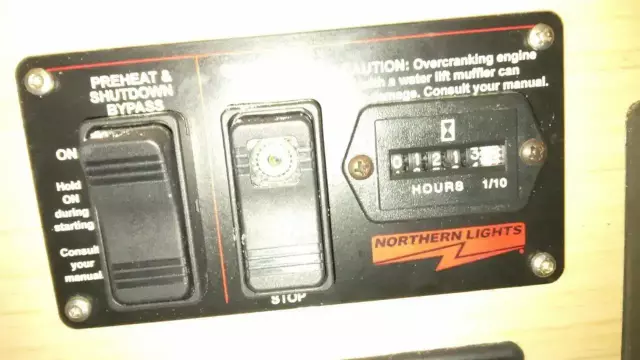 PREHEAT &
SHUTDOWN
BYPASS
ON
Hold
ON
during
starting
Consult
your
manual.
STOP
CAUTION: Overcranking engine
with a water lift muffler can
damage. Consult your manual.
0121
HOURS 1/10
NORTHERN LIGHTS